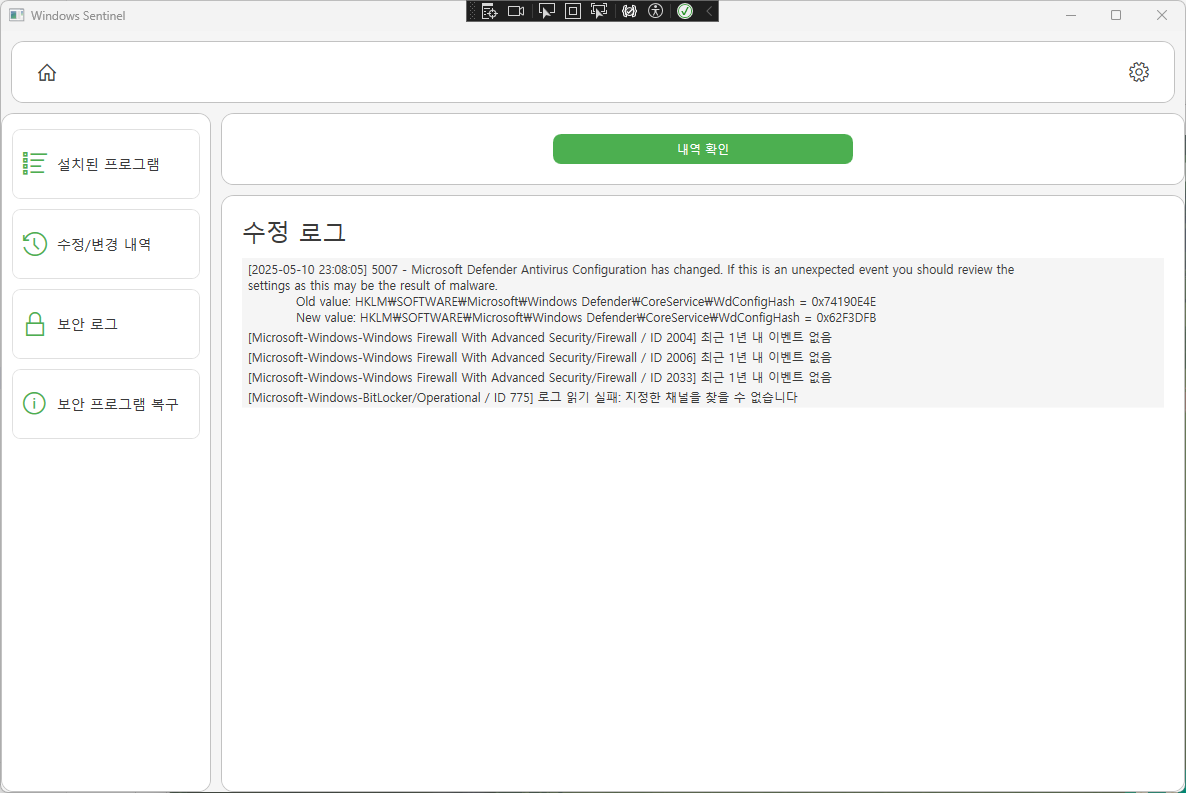 Windows Sentinel
설치된 프로그램
수정/변경 내역
보안 로그
보안 프로그램 복구
내역 확인
수정 로그
[2025-05-10 23:08:05] 5007 - Microsoft Defender Antivirus Configuration has changed. If this is an unexpected event you should review the
settings as this may be the result of malware.
Old value: HKLM₩SOFTWARE₩Microsoft₩Windows Defender₩CoreService₩WdConfigHash = 0x74190E4E
New value: HKLM₩SOFTWARE₩Microsoft₩Windows Defender₩CoreService₩WdConfigHash = 0x62F3DFB
[Microsoft-Windows-Windows Firewall With Advanced Security/Firewall / ID 2004] 최근 1년 내 이벤트 없음
[Microsoft-Windows-Windows Firewall With Advanced Security/Firewall / ID 2006] 최근 1년 내 이벤트 없음
[Microsoft-Windows-Windows Firewall With Advanced Security/Firewall / ID 2033] 최근 1년 내 이벤트 없음
[Microsoft-Windows-BitLocker/Operational / ID 775] 로그 읽기 실패: 지정한 채널을 찾을 수 없습니다